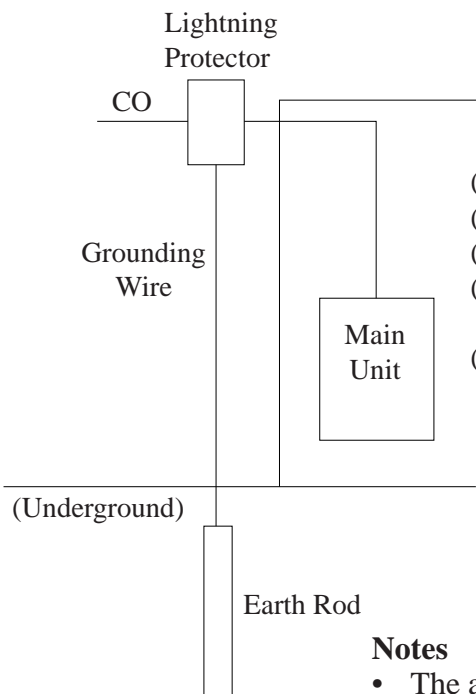 Lightning
Protector
CO
(
(
(
(
(
Grounding
Wire
Main
Unit
(Underground)
Earth Rod
Notes
• The a